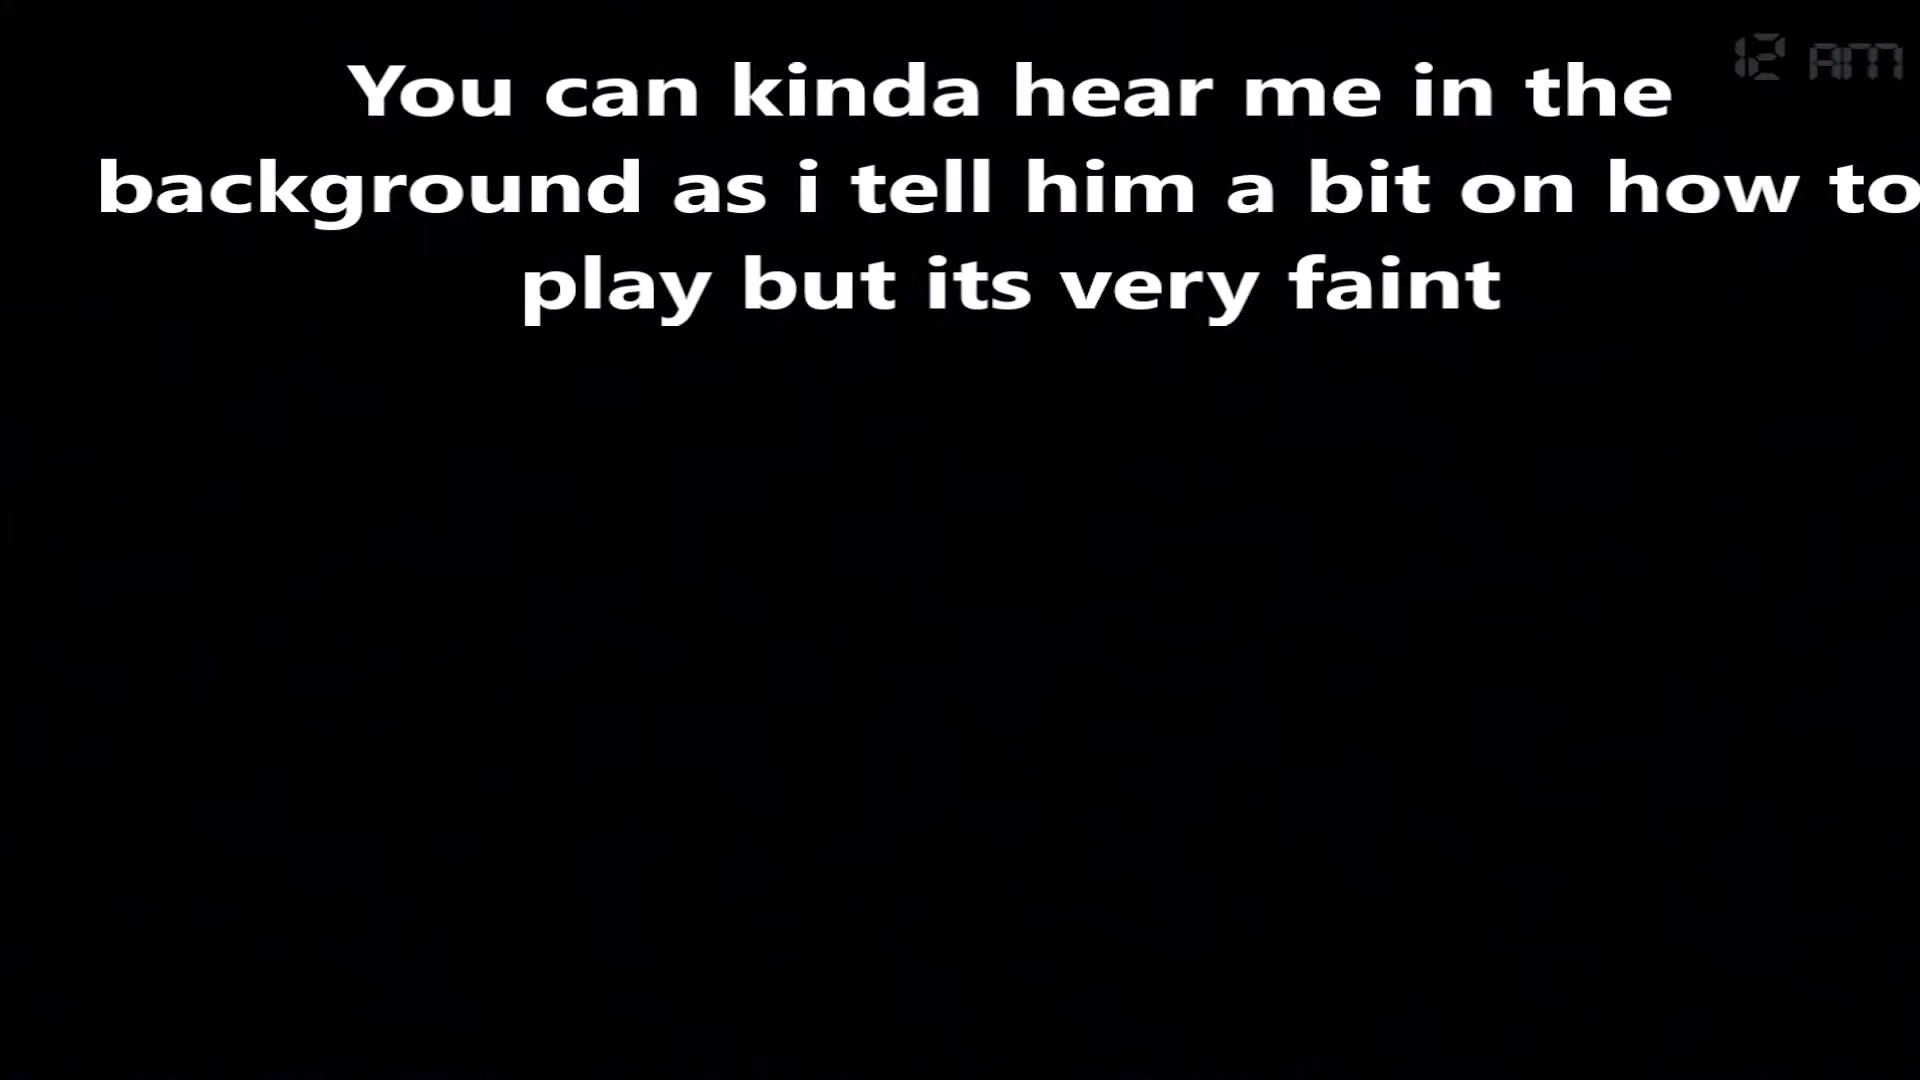 12 AM
You can kinda hear me in the
background as i tell him a bit on how to
play but its very faint